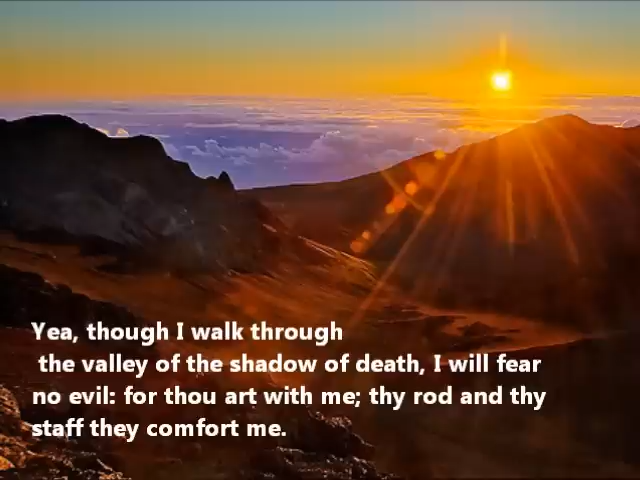 Yea, though I walk through
the valley of the shadow of death, I will fear
no evil: for thou art with me; thy rod and thy
staff they comfort me.